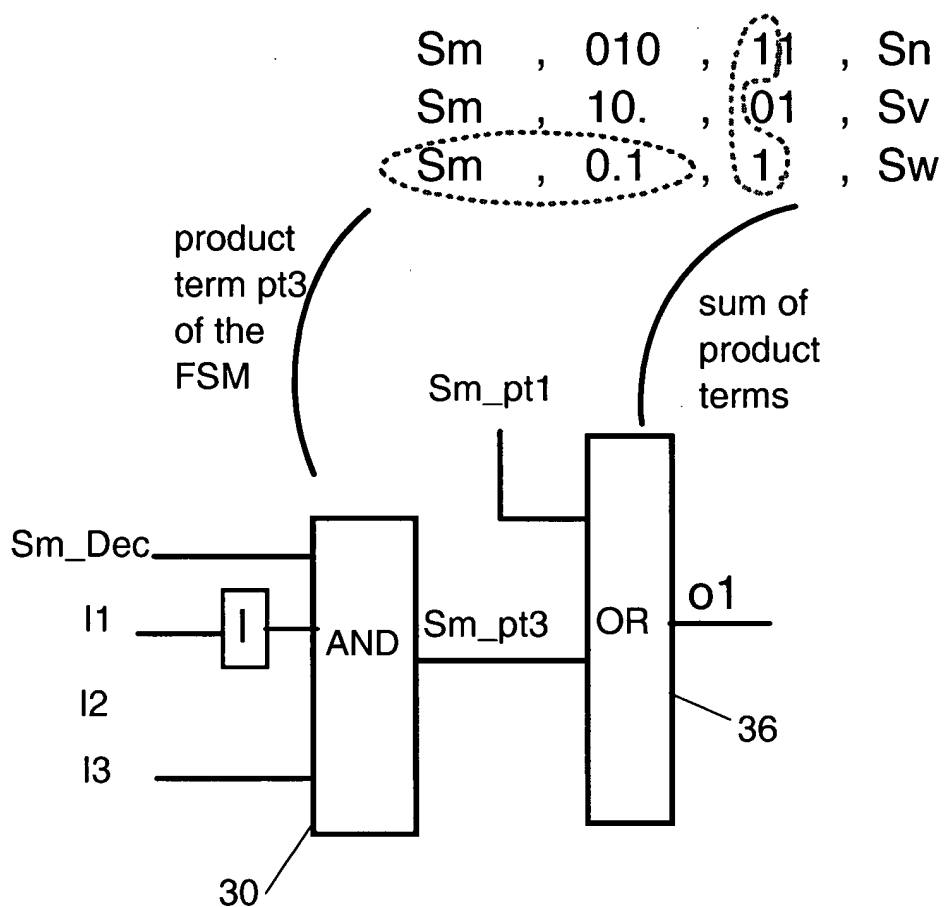 Sm , 010 , 11 , Sn
Sm , 10. , 01 , Sv
Sm , 0.1 , 1 , Sw
product
term pt3
of the
FSM
sum of
product
terms
Sm_pt1
Sm_Dec
I1
I
I2
I3
AND
Sm_pt3
OR
o1
36
30